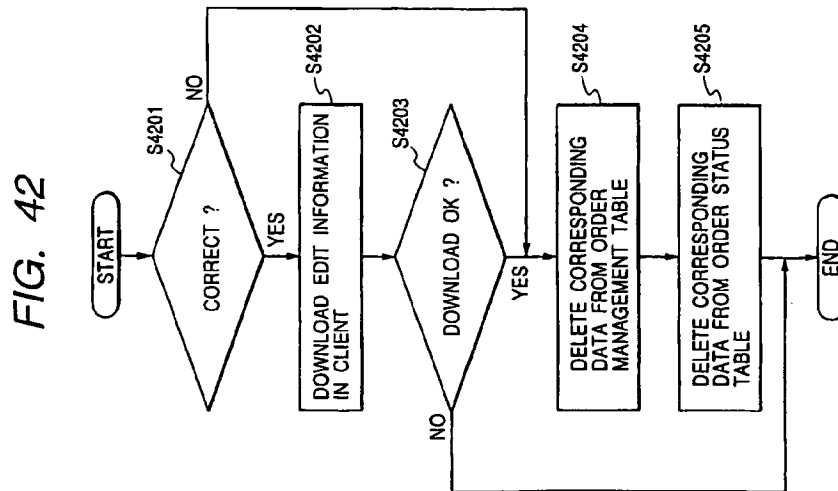 FIG. 42
START
S4201
CORRECT ?
NO
YES
S4202
DOWNLOAD EDIT INFORMATION
IN CLIENT
S4203
DOWNLOAD OK ?
NO
YES
S4204
DELETE CORRESPONDING
DATA FROM ORDER
MANAGEMENT TABLE
S4205
DELETE CORRESPONDING
DATA FROM ORDER STATUS
TABLE
END